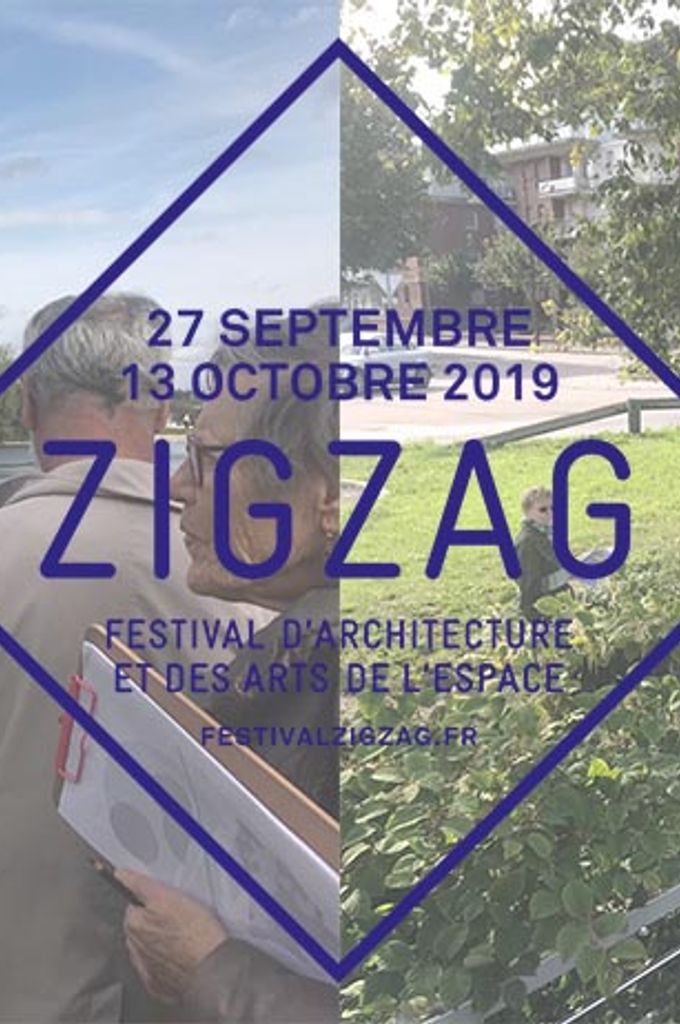 27 SEPTEMBRE
13 OCTOBRE 2019
ZIGZAG
FESTIVAL D'ARCHITECTURE
ET DES ARTS DE L'ESPACE
FESTIVALZIGZAG.FR